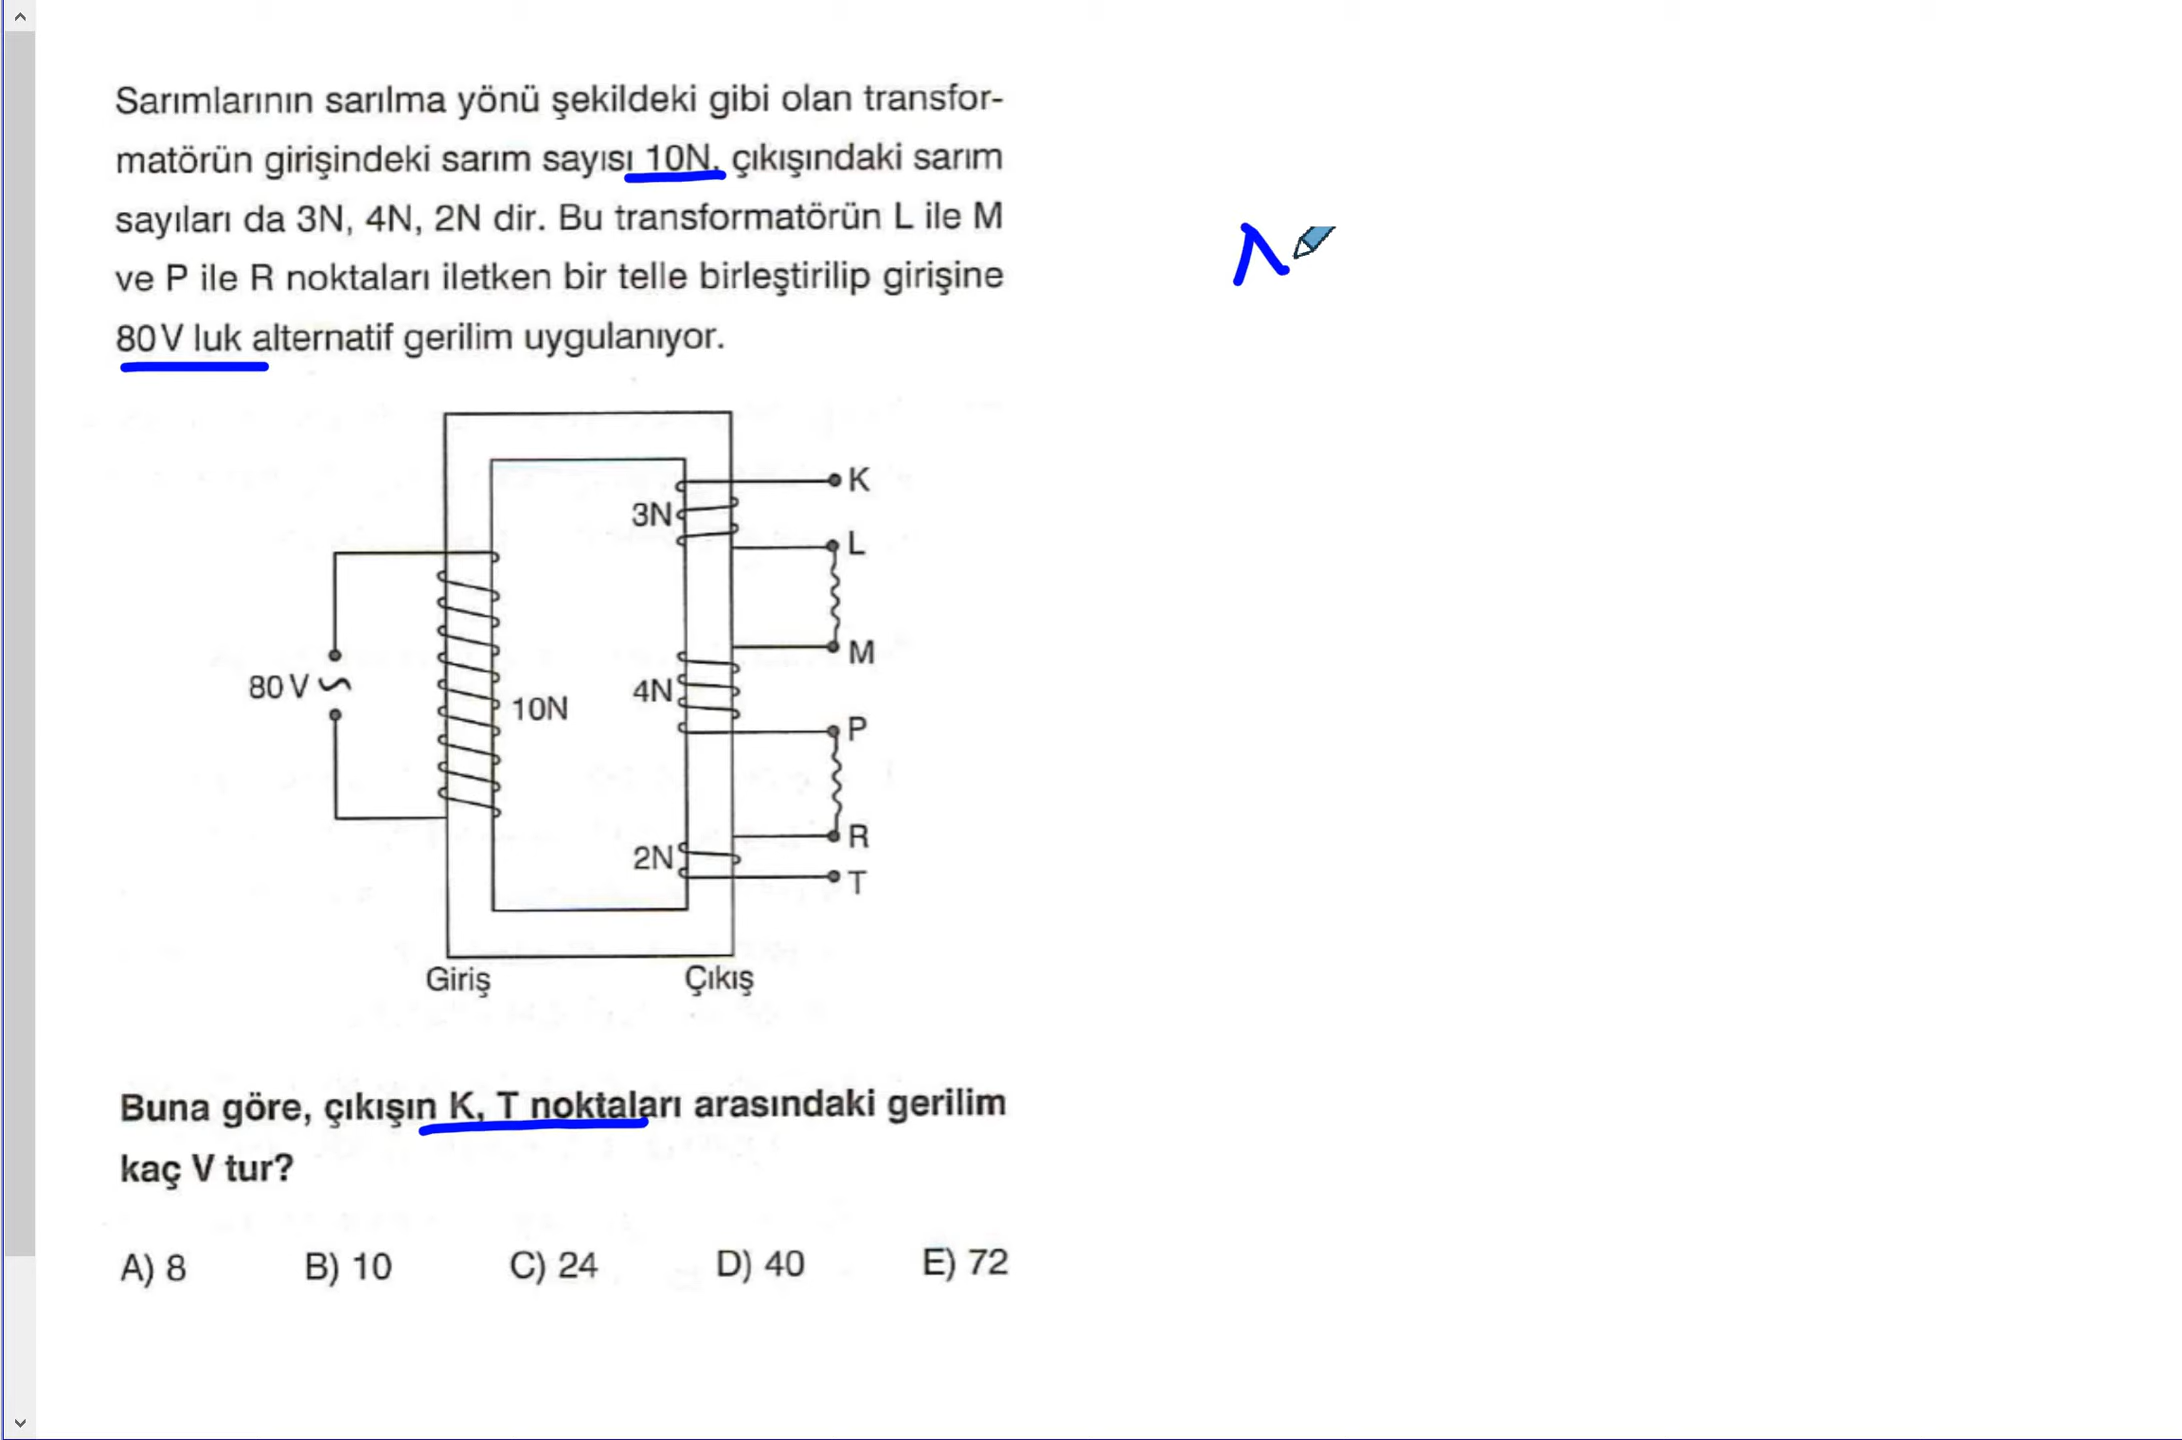 Sarımlarının sarılma yönü şekildeki gibi olan transfor-
matörün girişindeki sarım sayısı 10N, çıkışındaki sarım
sayıları da 3N, 4N, 2N dir. Bu transformatörün L ile M
ve P ile R noktaları iletken bir telle birleştirilip girişine
80 V luk alternatif gerilim uygulanıyor.
K
3N
L
M
80 V
10N
4N
P
R
2N
T
Giriş
Çıkış
Buna göre, çıkışın K, T noktaları arasındaki gerilim
kaç V tur?
A) 8 B) 10 C) 24 D) 40 E) 72